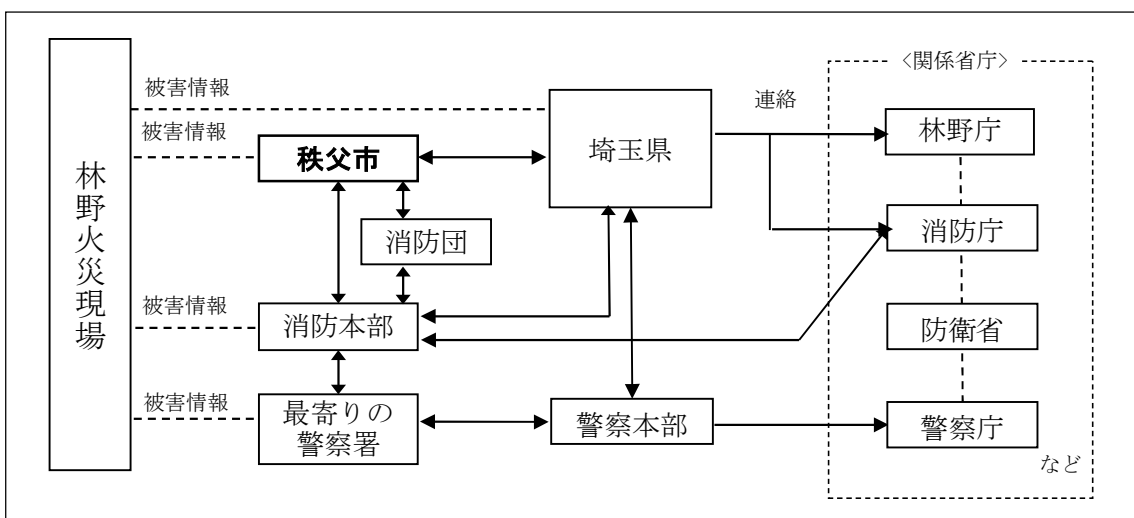 林野火災現場
被害情報
被害情報
被害情報
被害情報
秩父市
消防団
消防本部
最寄りの
警察署
埼玉県
警察本部
連絡
〈関係省庁〉
林野庁
消防庁
防衛省
警察庁
など